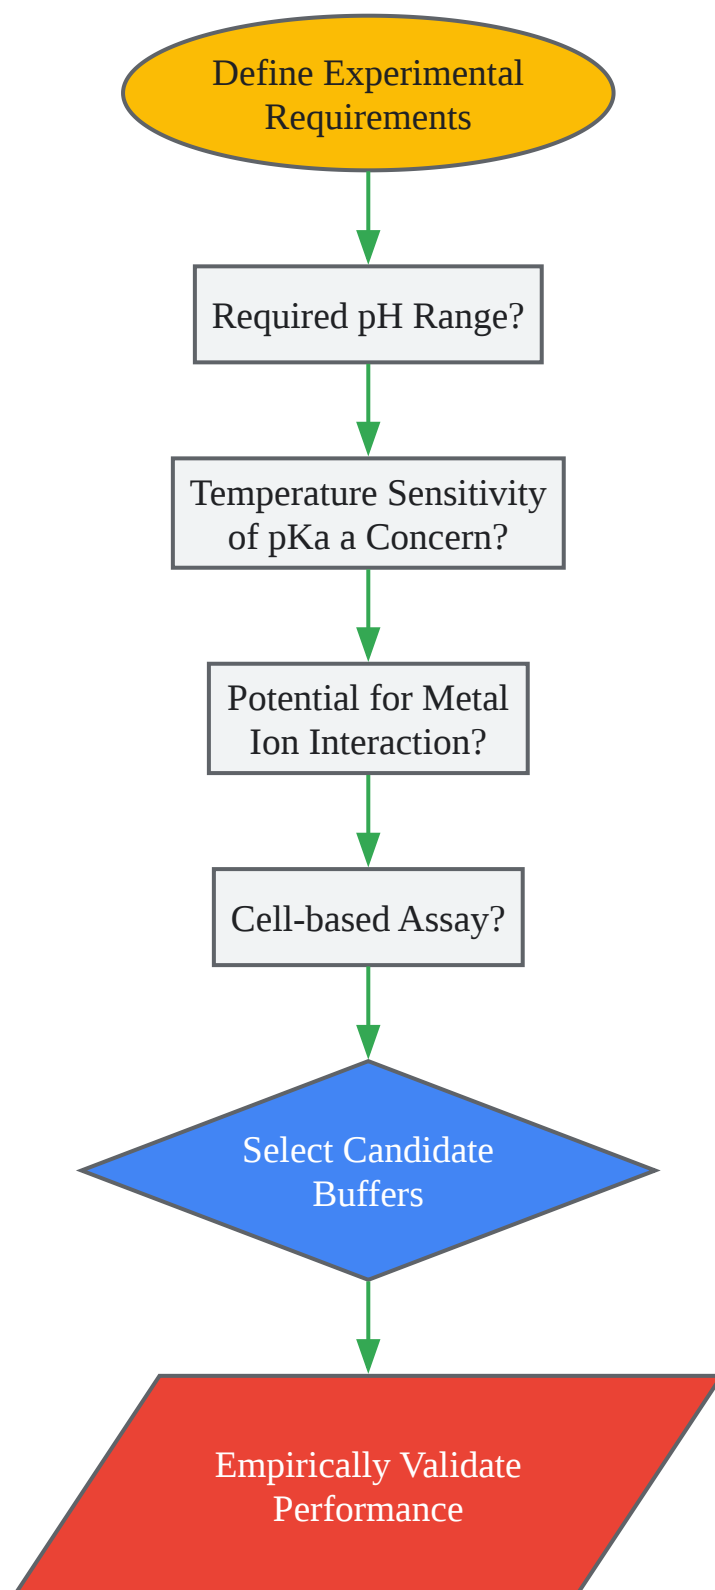 Define Experimental
Requirements
Required pH Range?
Temperature Sensitivity
of pKa a Concern?
Potential for Metal
Ion Interaction?
Cell-based Assay?
Select Candidate
Buffers
Empirically Validate
Performance